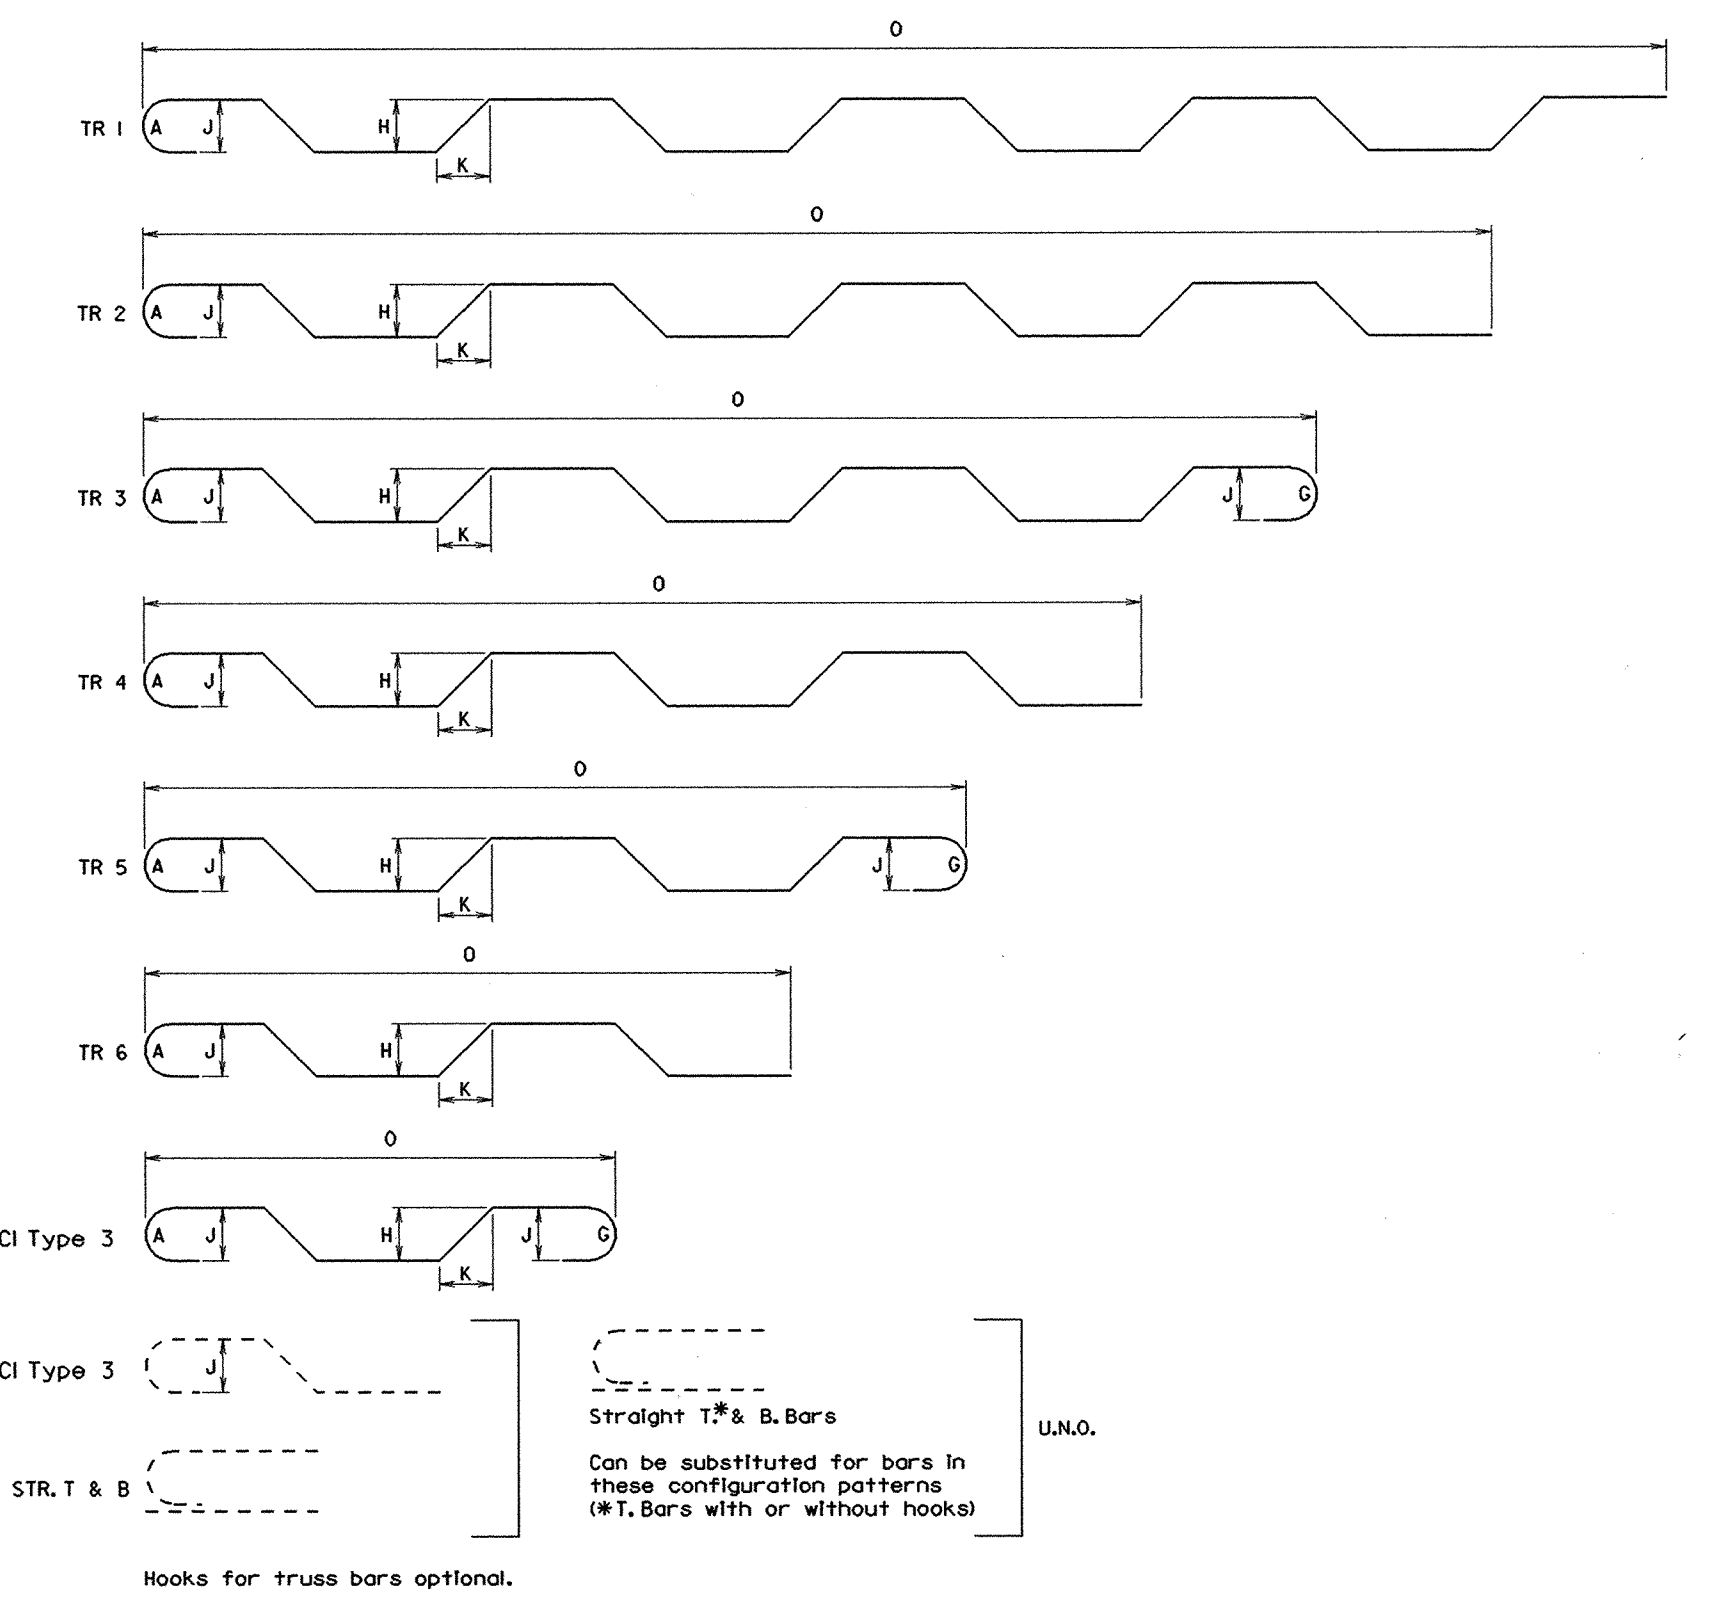 O
TR 1 A J H K
O
TR 2 A J H K
O
TR 3 A J H K J G
O
TR 4 A J H K
O
TR 5 A J H K J G
O
TR 6 A J H K
O
CI Type 3 A J H K J G
CI Type 3 J
STR. T & B
Straight T.* & B. Bars
Can be substituted for bars in
these configuration patterns
(*T. Bars with or without hooks)
U.N.O.
Hooks for truss bars optional.